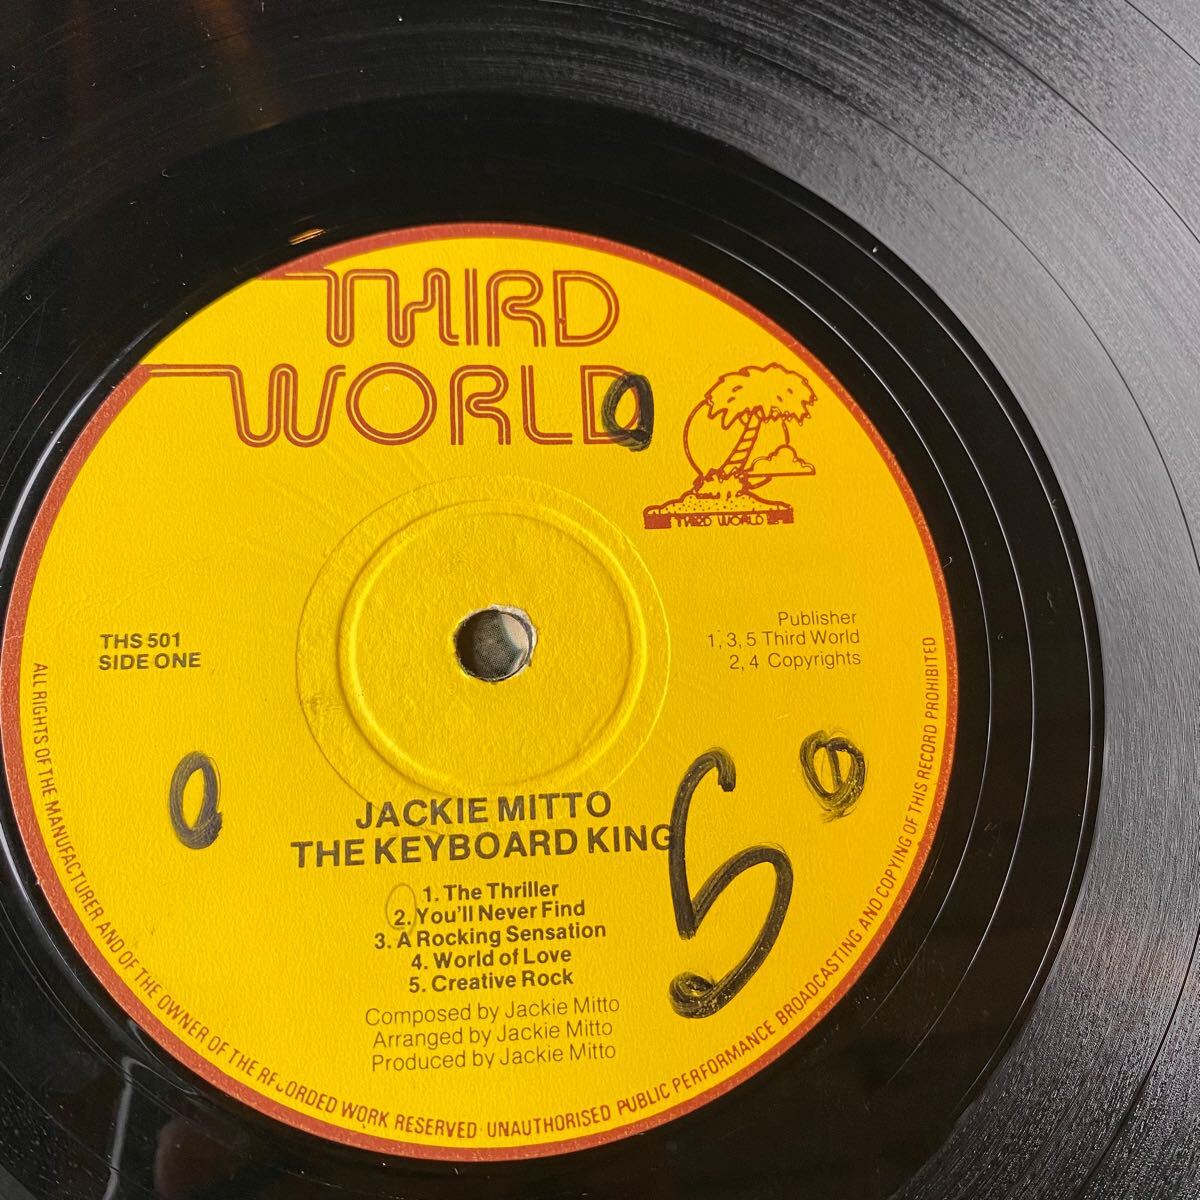 THIRD
WORLD
THIRD WORLD
THS 501
SIDE ONE
Publisher
1, 3, 5 Third World
2, 4 Copyrights
JACKIE MITTO
THE KEYBOARD KING
1. The Thriller
2. You'll Never Find
3. A Rocking Sensation
4. World of Love
5. Creative Rock
Composed by Jackie Mitto
Arranged by Jackie Mitto
Produced by Jackie Mitto
5
ALL RIGHTS OF THE MANUFACTURER AND OF THE OWNER OF THE RECORDED WORK RESERVED · UNAUTHORISED PUBLIC PERFORMANCE BROADCASTING AND COPYING OF THIS RECORD PROHIBITED